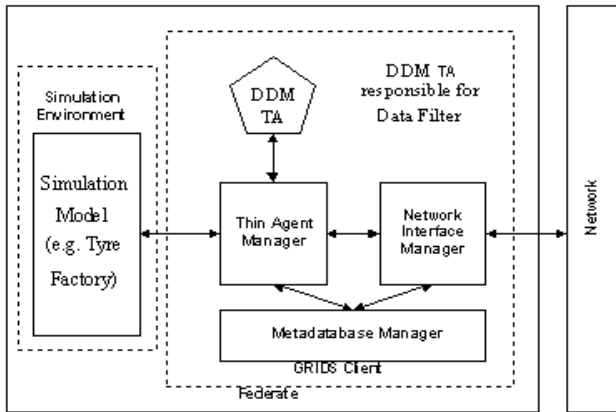 Simulation
Environment
Simulation
Model
(e.g. Tyre
Factory)
DDM
TA
DDM TA
responsible for
Data Filter
Thin Agent
Manager
Network
Interface
Manager
Metadatabase Manager
GRIDS Client
Federate
Network